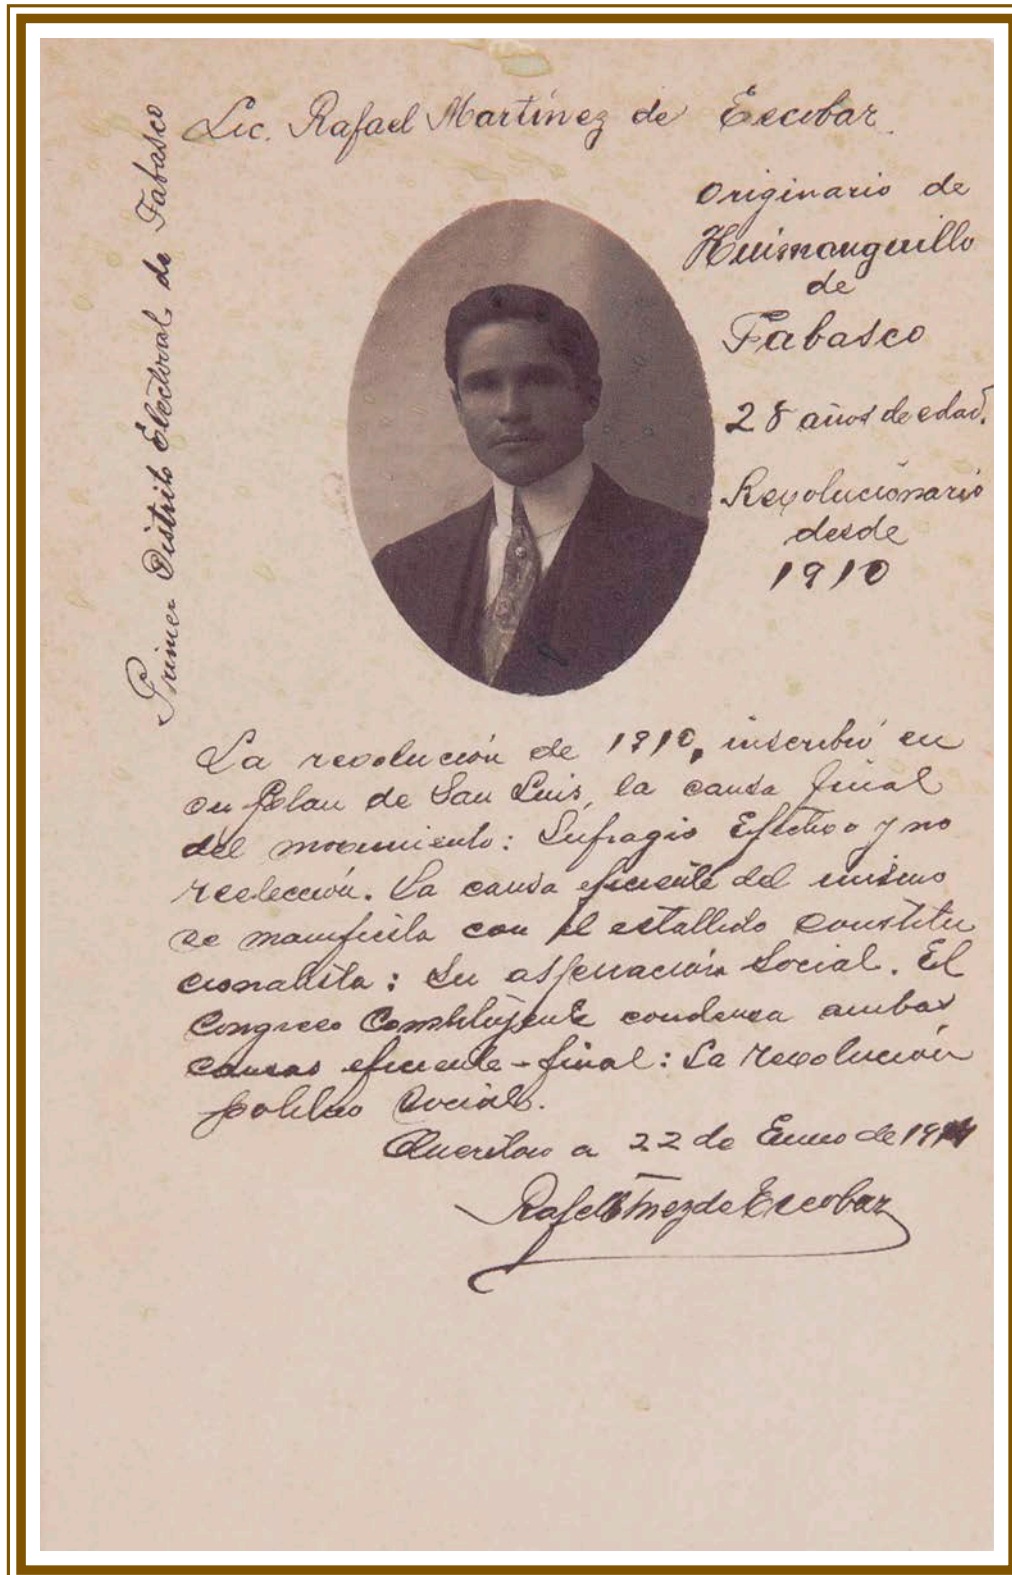 Lic. Rafael Martínez de Escobar.
Primer Distrito Electoral de Tabasco
Originario de
Huimanguillo
de
Tabasco
28 años de edad.
Revolucionario
desde
1910
La revolución de 1910, inscribió en
su plan de San Luis, la causa final
del movimiento: Sufragio Efectivo y no
reelección. La causa eficiente del mismo
se manifiesta con el estallido constitu
cionalista: su aspiración Social. El
Congreso Constituyente condensa ambas
causas eficiente-final: La revolución
político Social.
Querétaro a 22 de Enero de
Rafael Mnez de Escobar